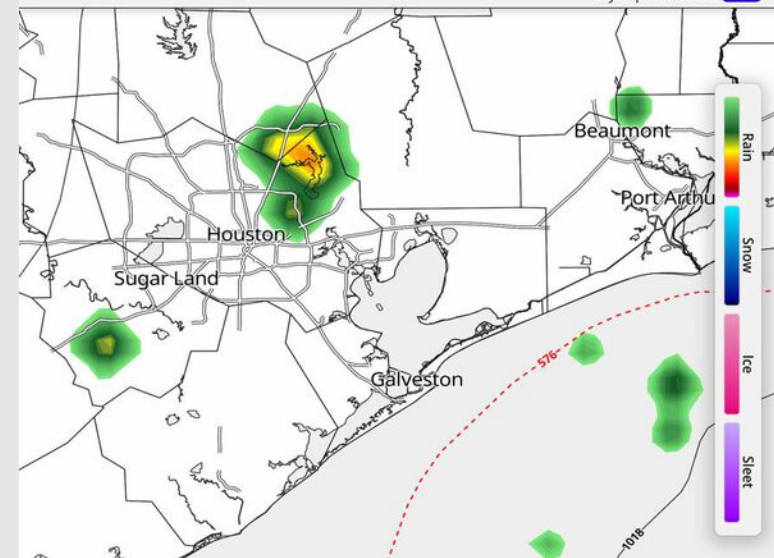 Beaumont
Port Arthu
Houston
Sugar Land
576
Galveston
1018
Rain
Snow
Ice
Sleet